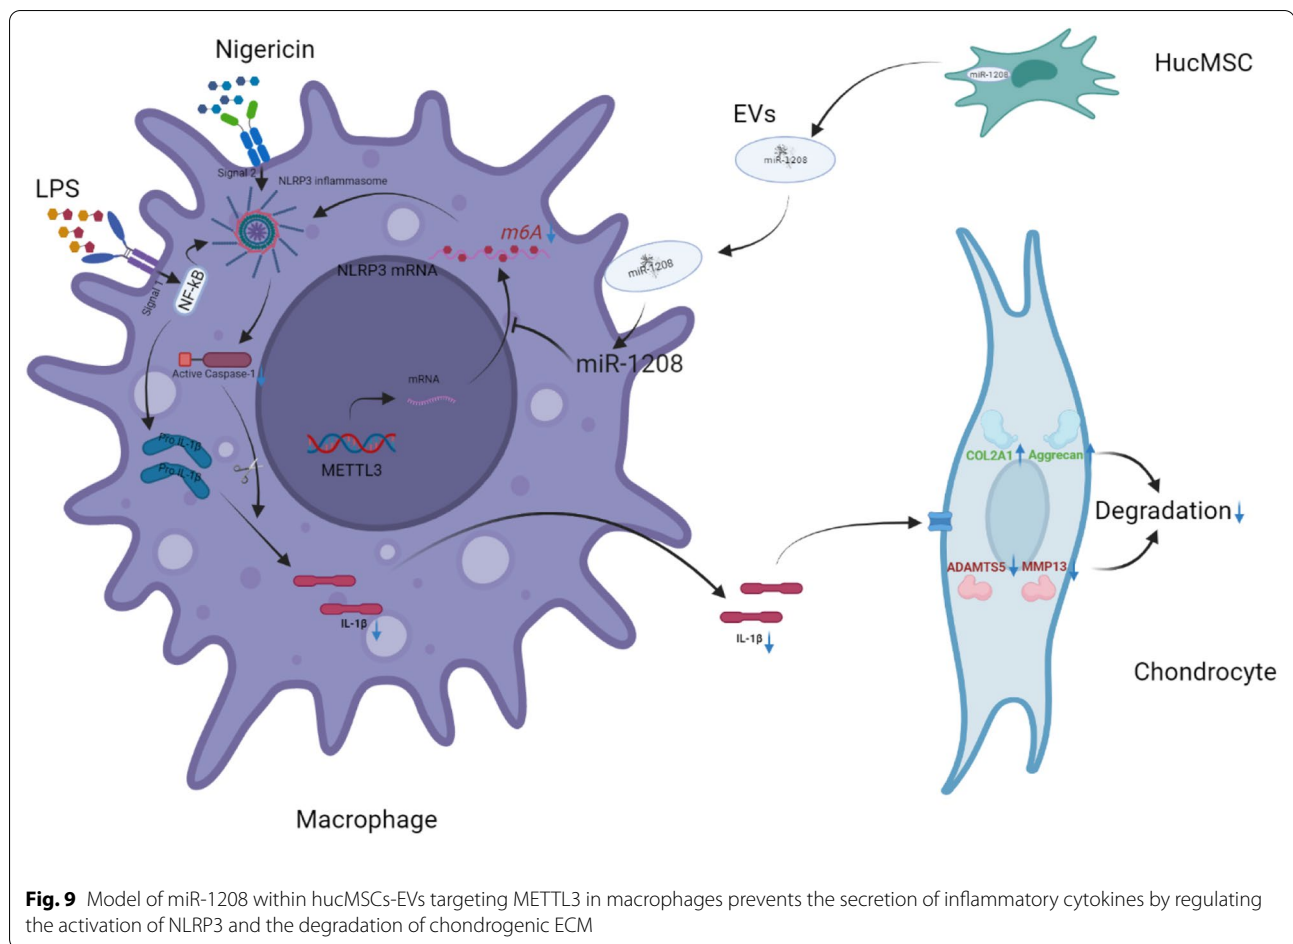 Nigericin
HucMSC
miR-1208
EVs
miR-1208
Signal 2
NLRP3 inflammasome
LPS
m6A
NLRP3 mRNA
miR-1208
Signal 1
NF-kB
miR-1208
Active Caspase-1
mRNA
Pro IL-1β
Pro IL-1β
METTL3
COL2A1 Aggrecan
Degradation
ADAMTS5 MMP13
IL-1β
IL-1β
Chondrocyte
Macrophage
Fig. 9 Model of miR-1208 within hucMSCs-EVs targeting METTL3 in macrophages prevents the secretion of inflammatory cytokines by regulating
the activation of NLRP3 and the degradation of chondrogenic ECM